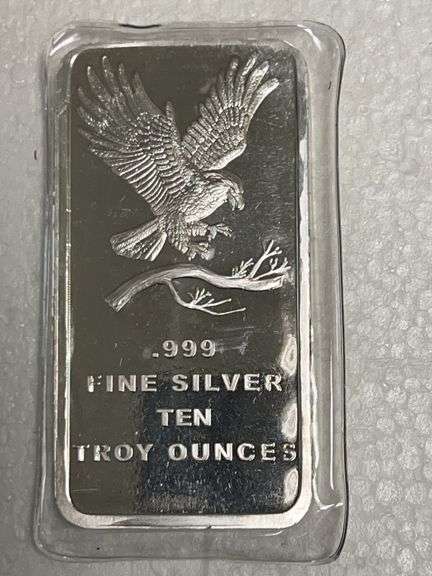 .999
FINE SILVER
TEN
TROY OUNCES